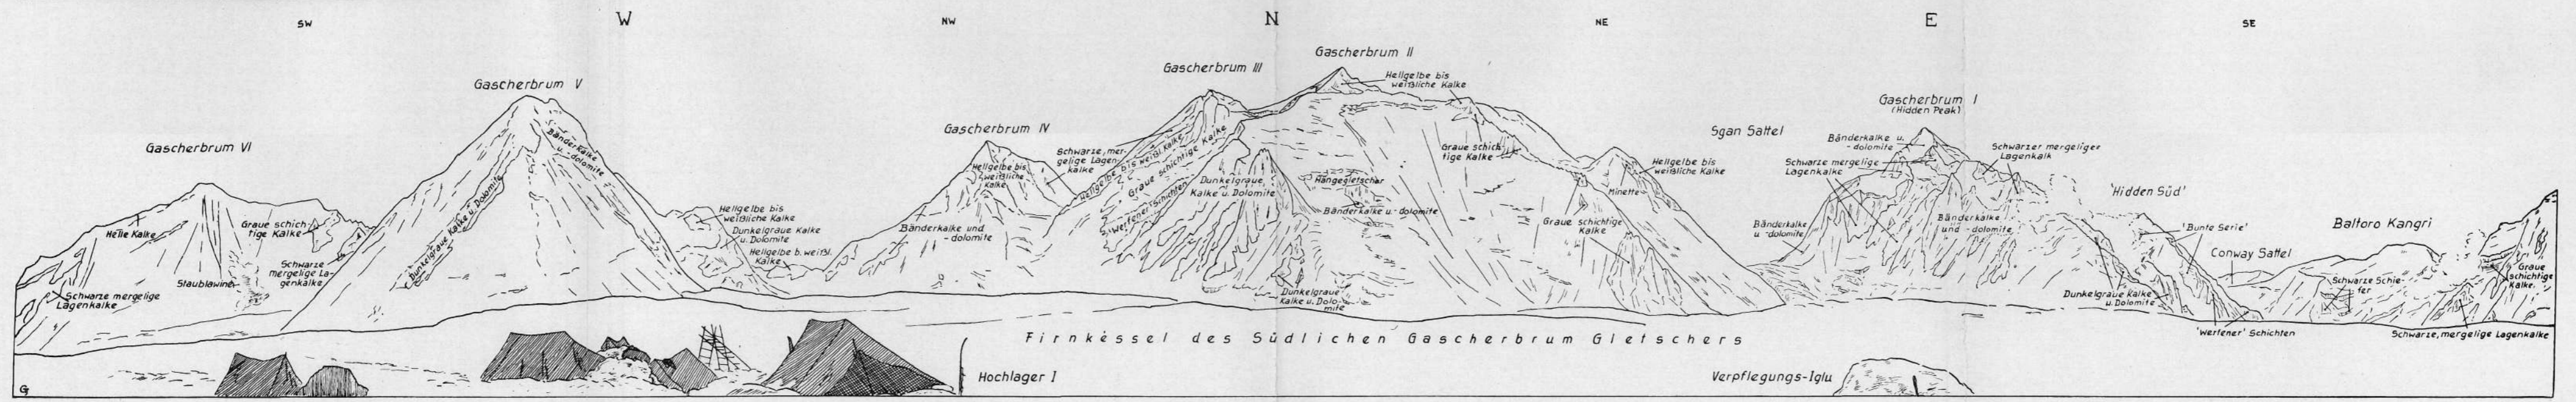 SW
W
NW
N
NE
E
SE
Gascherbrum VI
Gascherbrum V
Gascherbrum IV
Gascherbrum III
Gascherbrum II
Sgan Sattel
Gascherbrum I
(Hidden Peak)
'Hidden Süd'
Conway Sattel
Baltoro Kangri
Helle Kalke
Schwarze mergelige
Lagenkalke
Staublawine
Graue schich-
tige Kalke
Schwarze
mergelige La-
genkalke
Dunkelgraue Kalke u. Dolomite
Bänderkalke
u. -dolomite
Hellgelbe bis
weißliche Kalke
Dunkelgraue Kalke
u. Dolomite
Hellgelbe b. weißl.
Kalke
Bänderkalke und
-dolomite
Hellgelbe bis
weißliche
Kalke
Schwarze, mer-
gelige Lagen-
kalke
Hellgelbe bis weißl. Kalke
Graue schichtige Kalke
'Werfener' Schichten
Dunkelgraue
Kalke u. Dolomite
Hellgelbe bis
weißliche Kalke
Hängegletscher
Bänderkalke u. -dolomite
Dunkelgraue
Kalke u. Dolo-
mite
Graue schich-
tige Kalke
Graue schichtige
Kalke
Minette
Hellgelbe bis
weißliche Kalke
Bänderkalke u.
-dolomite
Schwarze mergelige
Lagenkalke
Bänderkalke
u. -dolomite
Schwarzer mergeliger
Lagenkalk
Bänderkalke
und -dolomite
'Bunte Serie'
Dunkelgraue Kalke
u. Dolomite
'Werfener' Schichten
Schwarze Schie-
fer
Graue
schichtige
Kalke
Schwarze, mergelige Lagenkalke
Firnkessel des Südlichen Gascherbrum Gletschers
Hochlager I
Verpflegungs-Iglu
G